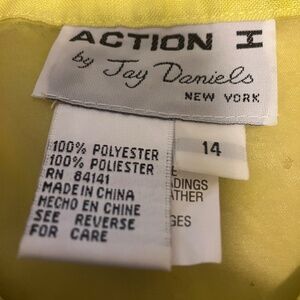 ACTION I
by Jay Daniels
NEW YORK
14
100% POLYESTER
100% POLIESTER
RN 84141
MADE IN CHINA
HECHO EN CHINE
SEE REVERSE
FOR CARE
E
ADINGS
ATHER
GES